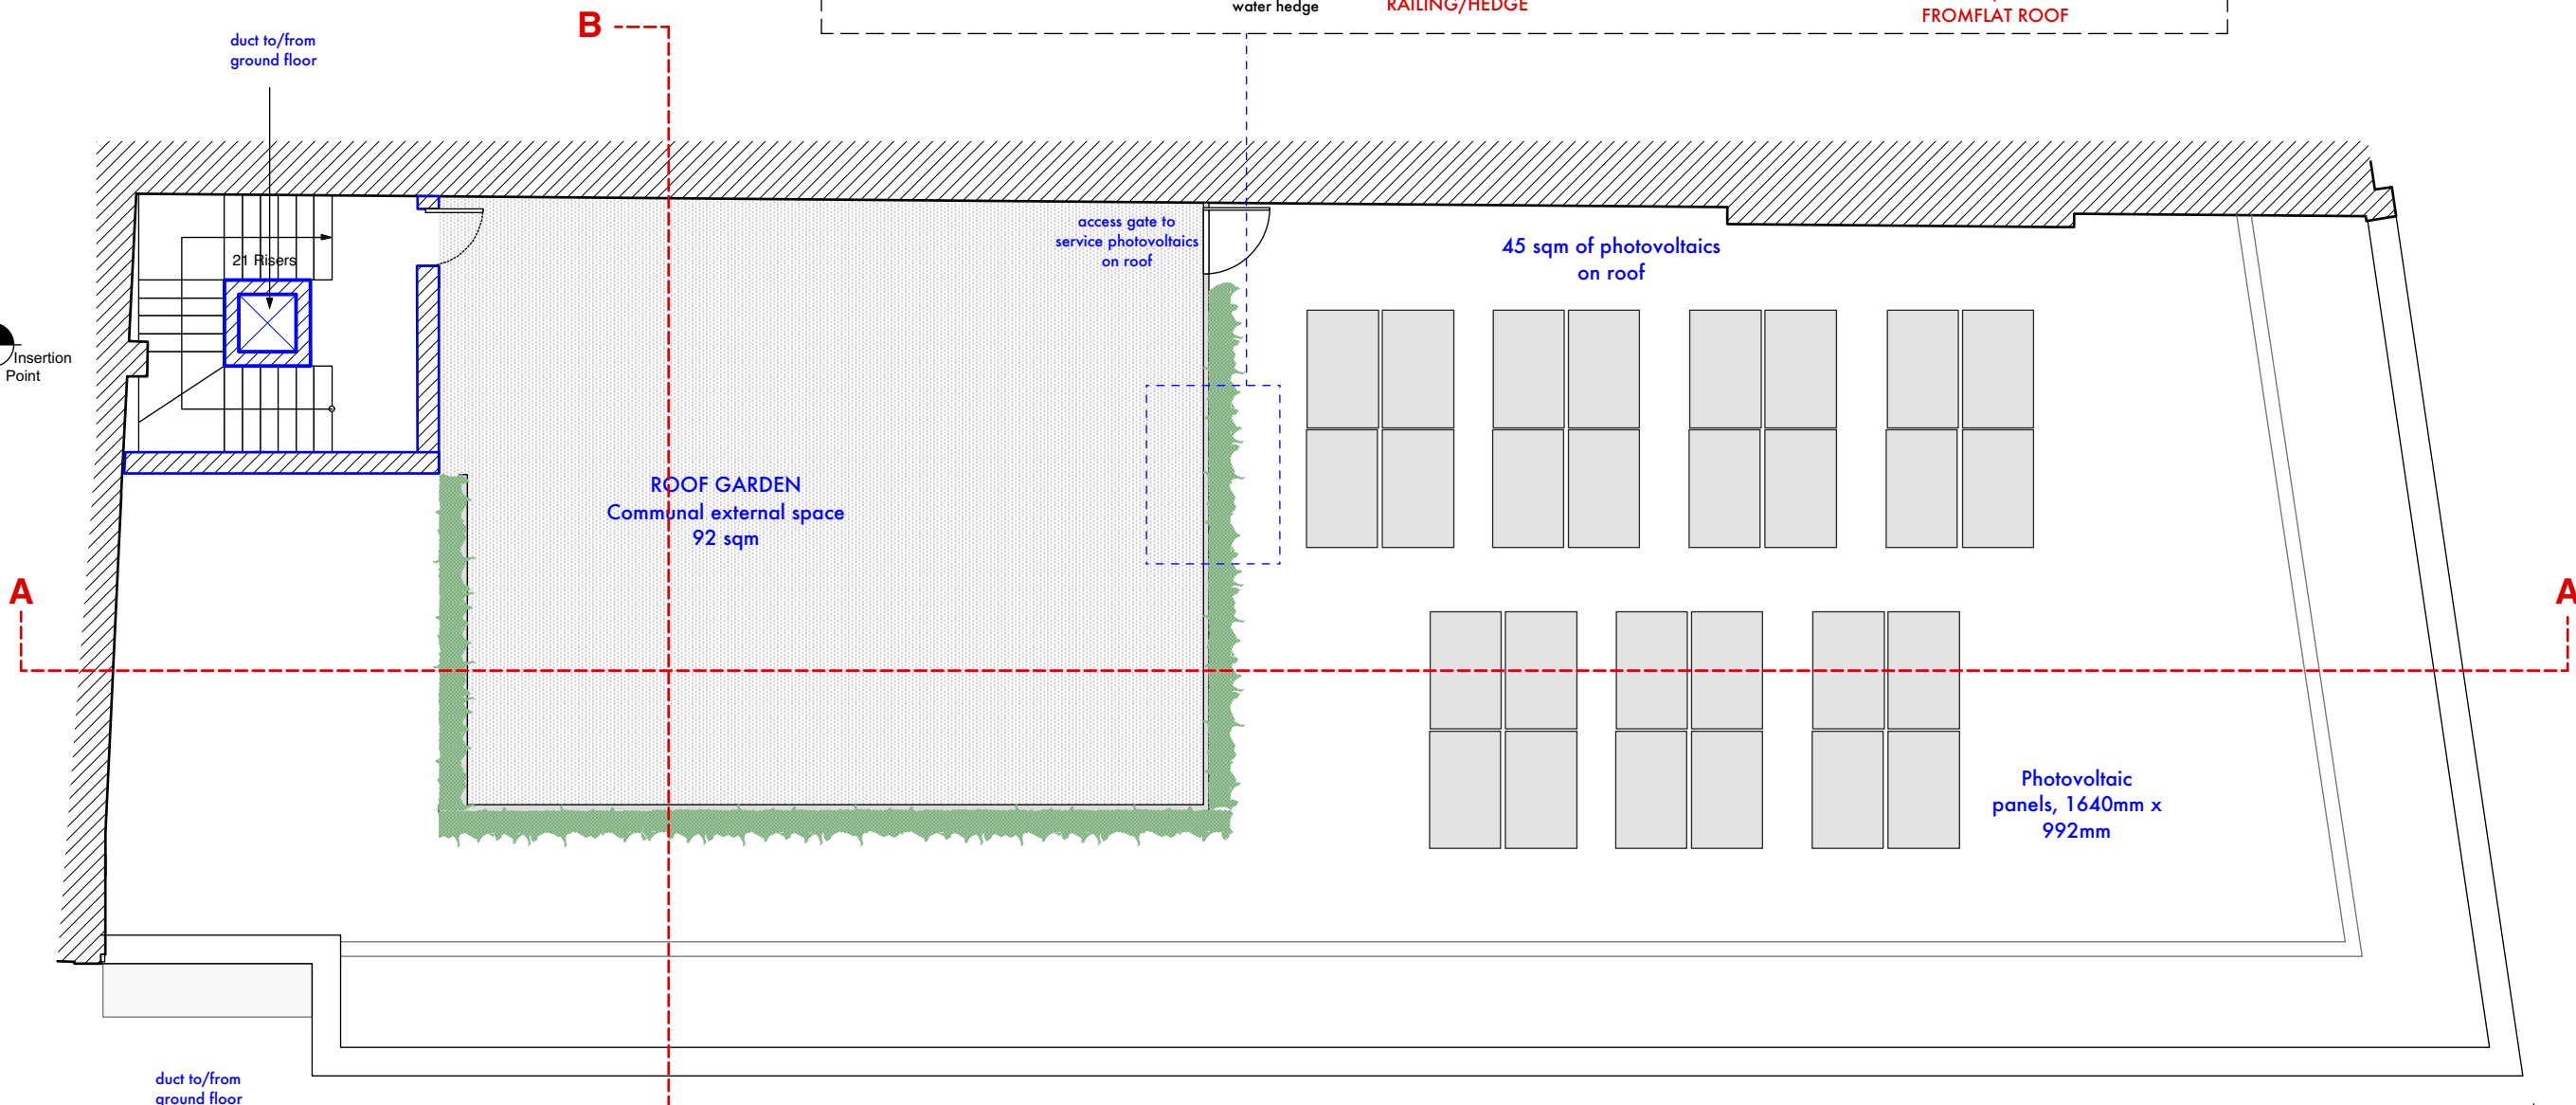 water hedge
RAILING/HEDGE
FROMFLAT ROOF
B
duct to/from
ground floor
access gate to
service photovoltaics
on roof
45 sqm of photovoltaics
on roof
21 Risers
Insertion
Point
ROOF GARDEN
Communal external space
92 sqm
A
A
Photovoltaic
panels, 1640mm x
992mm
duct to/from
ground floor